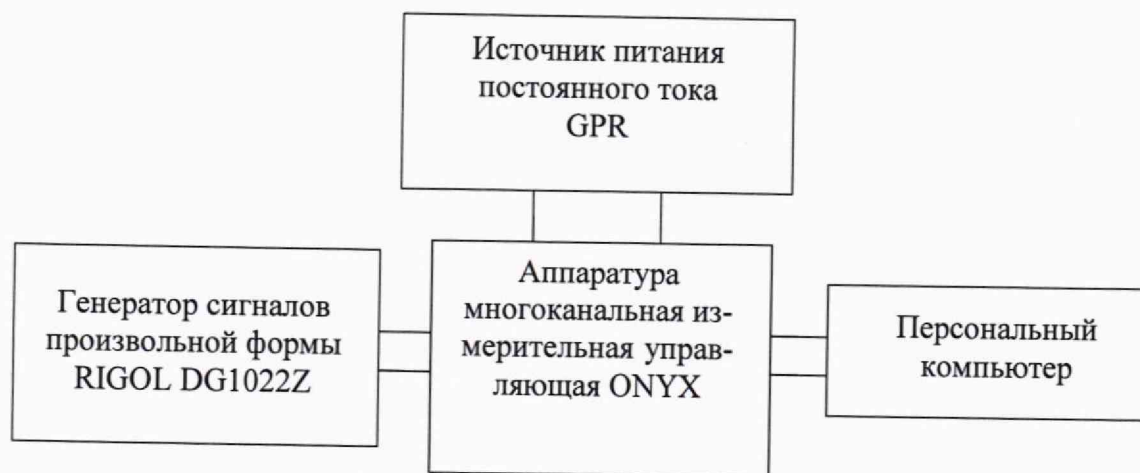 Источник питания
постоянного тока
GPR
Генератор сигналов
произвольной формы
RIGOL DG1022Z
Аппаратура
многоканальная из-
мерительная управ-
ляющая ONYX
Персональный
компьютер